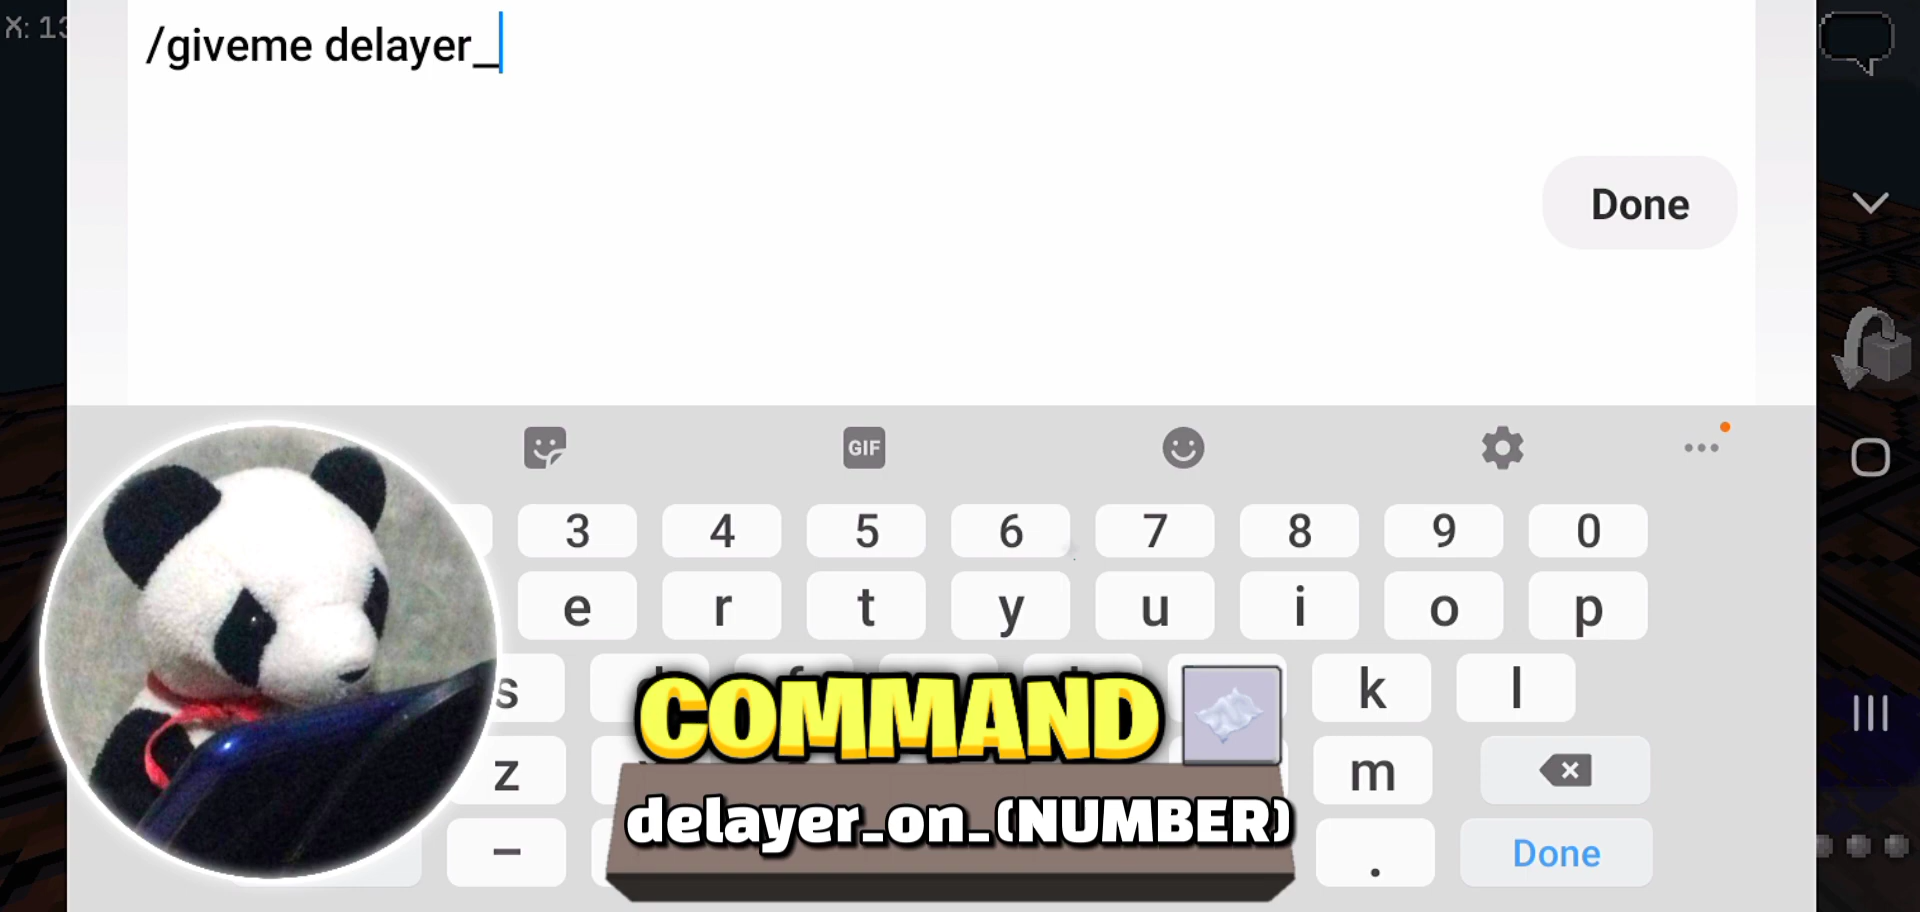 X: 13
/giveme delayer_
Done
GIF
3 4 5 6 7 8 9 0
e r t y u i o p
s k l
COMMAND
z m
delayer_on_(NUMBER)
- . Done